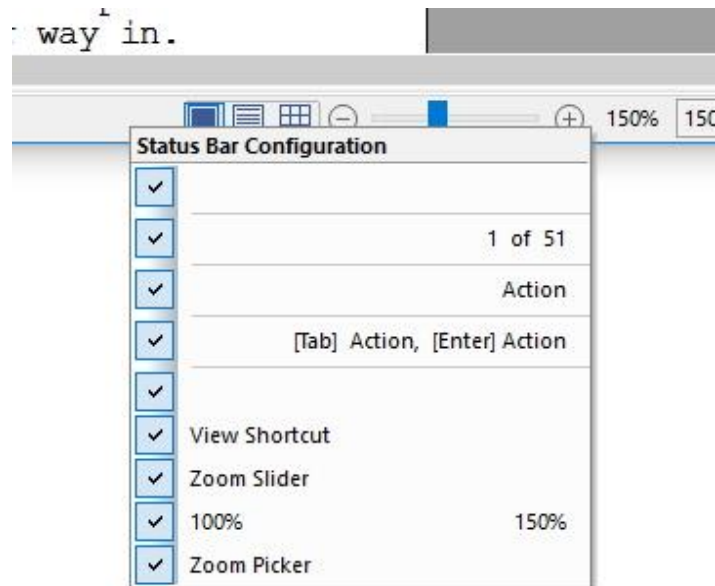 way in.
150%
Status Bar Configuration
1 of 51
Action
[Tab] Action, [Enter] Action
View Shortcut
Zoom Slider
100% 150%
Zoom Picker